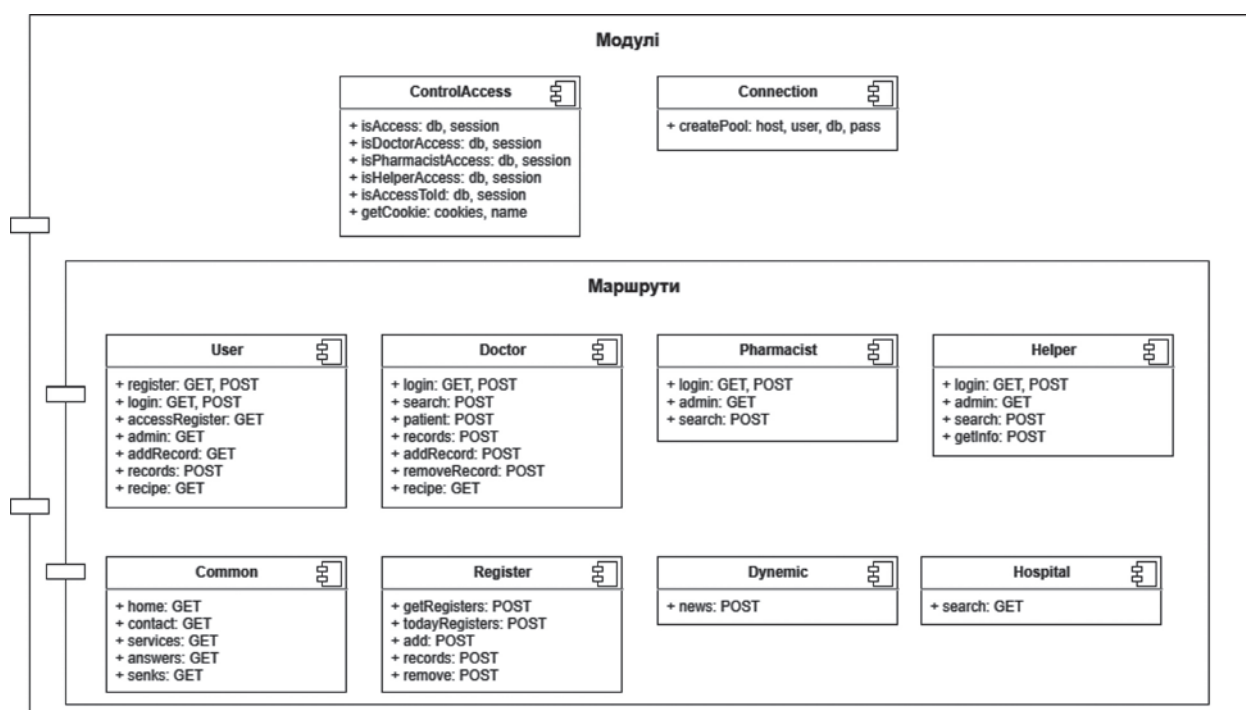 Модулі
ControlAccess
+ isAccess: db, session
+ isDoctorAccess: db, session
+ isPharmacistAccess: db, session
+ isHelperAccess: db, session
+ isAccessToId: db, session
+ getCookie: cookies, name
Connection
+ createPool: host, user, db, pass
Маршрути
User
+ register: GET, POST
+ login: GET, POST
+ accessRegister: GET
+ admin: GET
+ addRecord: GET
+ records: POST
+ recipe: GET
Doctor
+ login: GET, POST
+ search: POST
+ patient: POST
+ records: POST
+ addRecord: POST
+ removeRecord: POST
+ recipe: GET
Pharmacist
+ login: GET, POST
+ admin: GET
+ search: POST
Helper
+ login: GET, POST
+ admin: GET
+ search: POST
+ getInfo: POST
Common
+ home: GET
+ contact: GET
+ services: GET
+ answers: GET
+ senks: GET
Register
+ getRegisters: POST
+ todayRegisters: POST
+ add: POST
+ records: POST
+ remove: POST
Dynemic
+ news: POST
Hospital
+ search: GET